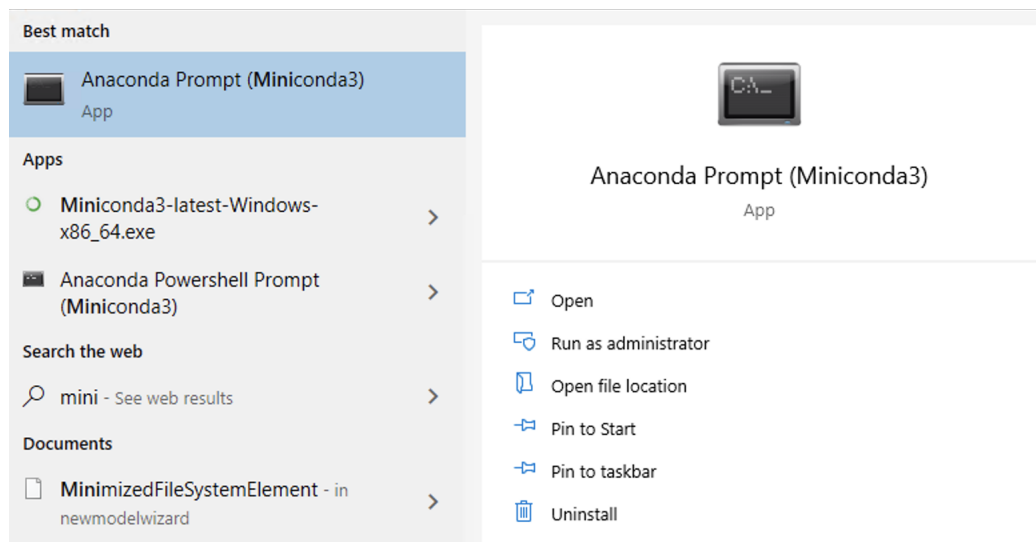 Best match
Anaconda Prompt (Miniconda3)
App
Apps
Miniconda3-latest-Windows-
x86_64.exe
Anaconda Powershell Prompt
(Miniconda3)
Search the web
mini - See web results
Documents
MinimizedFileSystemElement - in
newmodelwizard
C:\_
Anaconda Prompt (Miniconda3)
App
Open
Run as administrator
Open file location
Pin to Start
Pin to taskbar
Uninstall